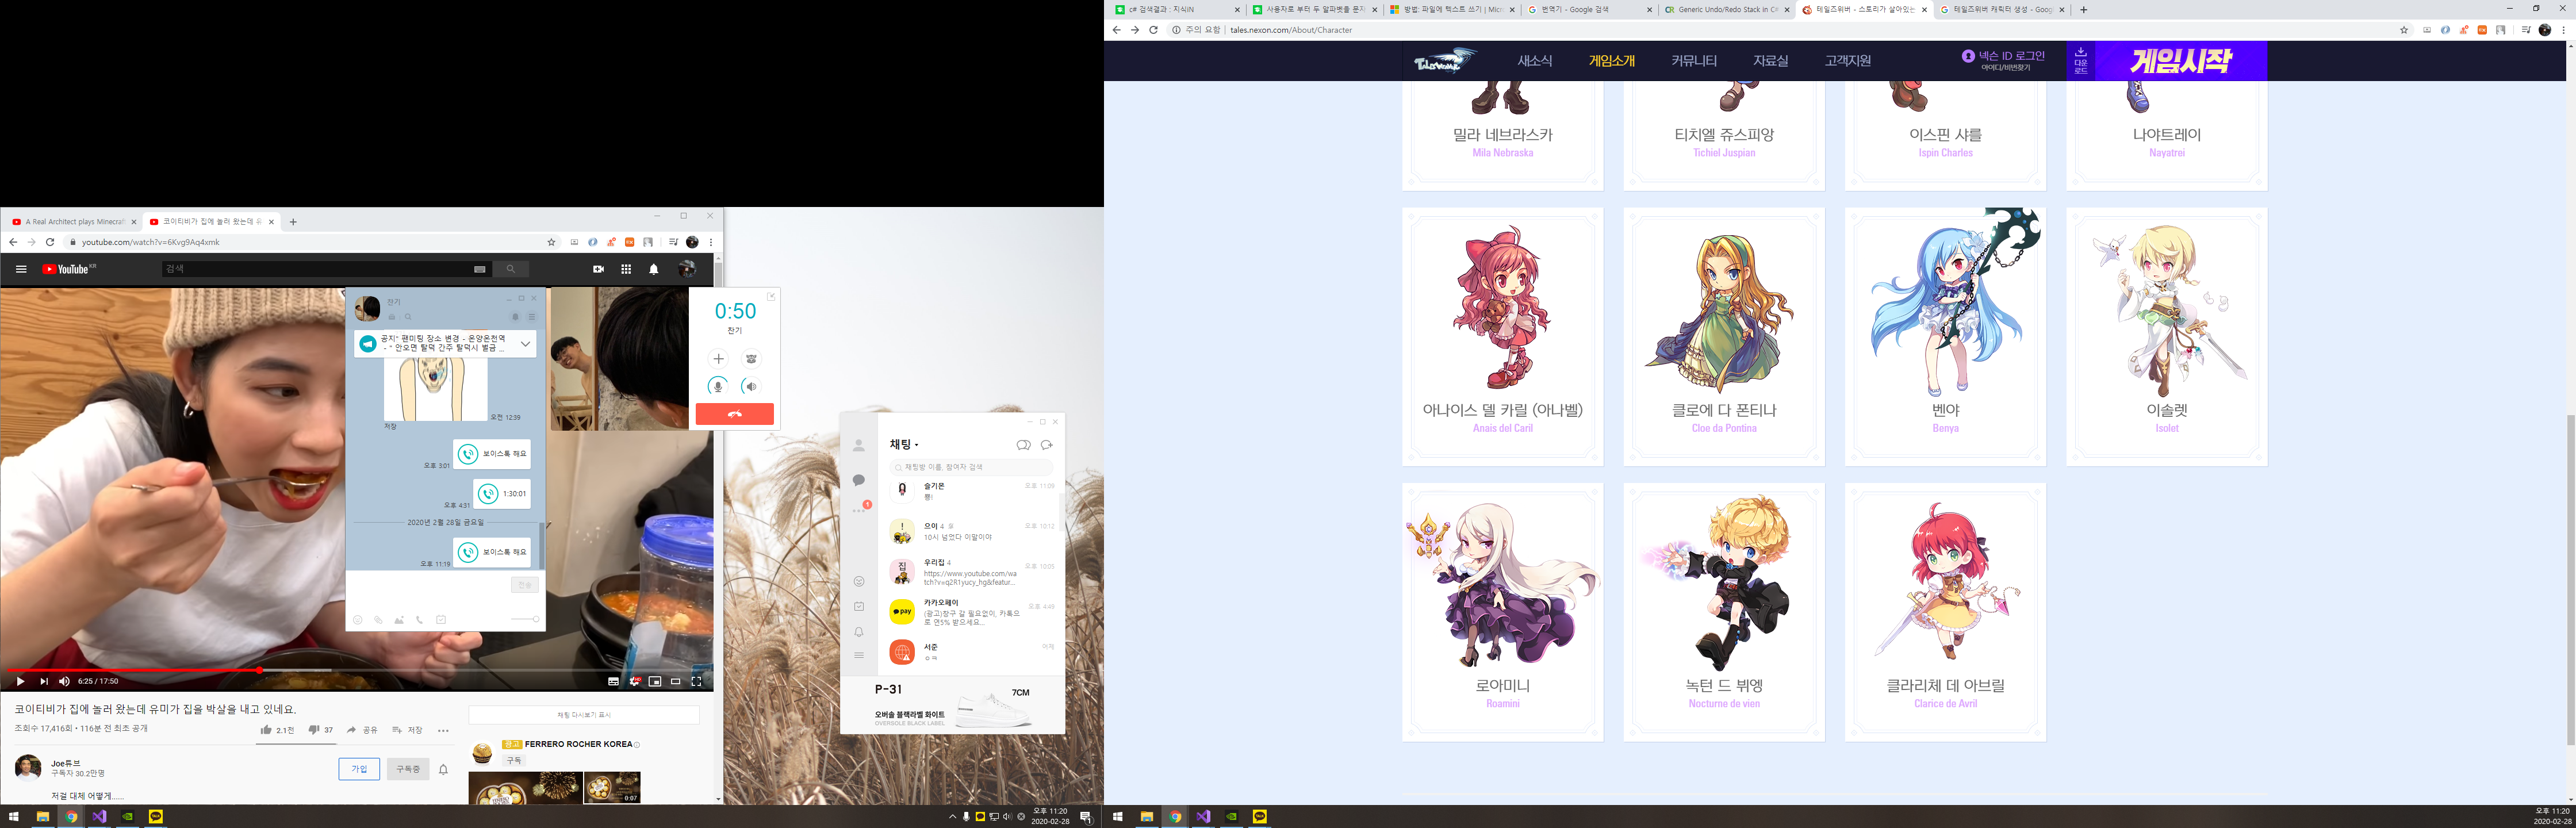 A Real Architect plays Minecraft
코이티비가 집에 눌러 왔는데 유
youtube.com/watch?v=6Kvg9Aq4xmk
YouTube KR
검색
찬기
공지" 팬미팅 장소 변경 - 온양온천역
- " 안오면 탈덕 간주 탈덕시 벌금 ...
오전 12:39
저장
보이스톡 해요
오후 3:01
1:30:01
오후 4:31
2020년 2월 28일 금요일
보이스톡 해요
오후 11:19
전송
0:50
찬기
6:25 / 17:50
코이티비가 집에 눌러 왔는데 유미가 집을 박살을 내고 있네요.
조회수 17,416회 • 116분 전 최초 공개
2.1천
37
공유
저장
Joe튜브
구독자 30.2만명
가입
구독중
저걸 대체 어떻게......
채팅 다시보기 표시
광고 FERRERO ROCHER KOREA
구독
0:07
채팅
채팅방 이름, 참여자 검색
1
슬기몬
오후 11:09
뿅!
으이 4
오후 10:12
10시 넘었다 이말이야
우리집 4
오후 10:03
https://www.youtube.com/wa
tch?v=q2R1yucy_hg&featur...
카카오페이
오후 4:49
(광고)창구 갈 필요없이, 카톡으
로 연5% 받으세요...
서준
어제
ㅇㅋ
집
pay
P-31
7CM
오버솔 블랙라벨 화이트
OVERSOLE BLACK LABEL
오후 11:20
2020-02-28
1
c# 검색결과 : 지식iN
사용자로 부터 두 알파벳을 문자
방법: 파일에 텍스트 쓰기 | Micr
번역기 - Google 검색
Generic Undo/Redo Stack in C#
테일즈위버 - 스토리가 살아있는
테일즈위버 캐릭터 생성 - Goog
주의 요함
tales.nexon.com/About/Character
TalesWeaver
새소식
게임소개
커뮤니티
자료실
고객지원
넥슨 ID 로그인
아이디/비번찾기
다운
로드
게임시작
밀라 네브라스카
Mila Nebraska
티치엘 쥬스피앙
Tichiel Juspian
이스핀 샤를
Ispin Charles
나야트레이
Nayatrei
아나이스 델 카릴 (아나벨)
Anais del Caril
클로에 다 폰티나
Cloe da Pontina
벤야
Benya
이솔렛
Isolet
로아미니
Roamini
녹턴 드 뷔엥
Nocturne de vien
클라리체 데 아브릴
Clarice de Avril
오후 11:20
2020-02-28